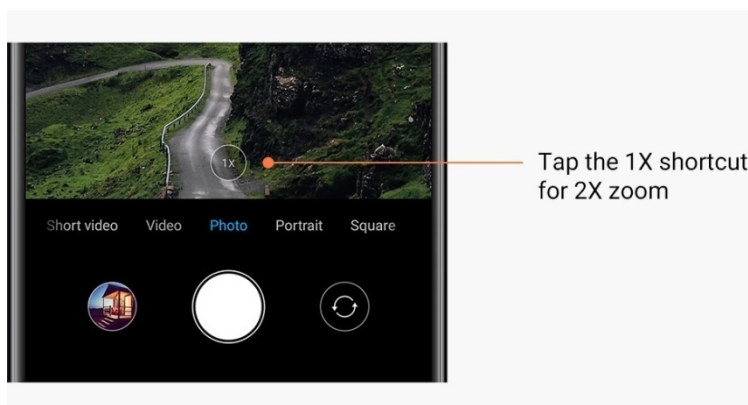 1X
Tap the 1X shortcut
for 2X zoom
Short video Video Photo Portrait Square